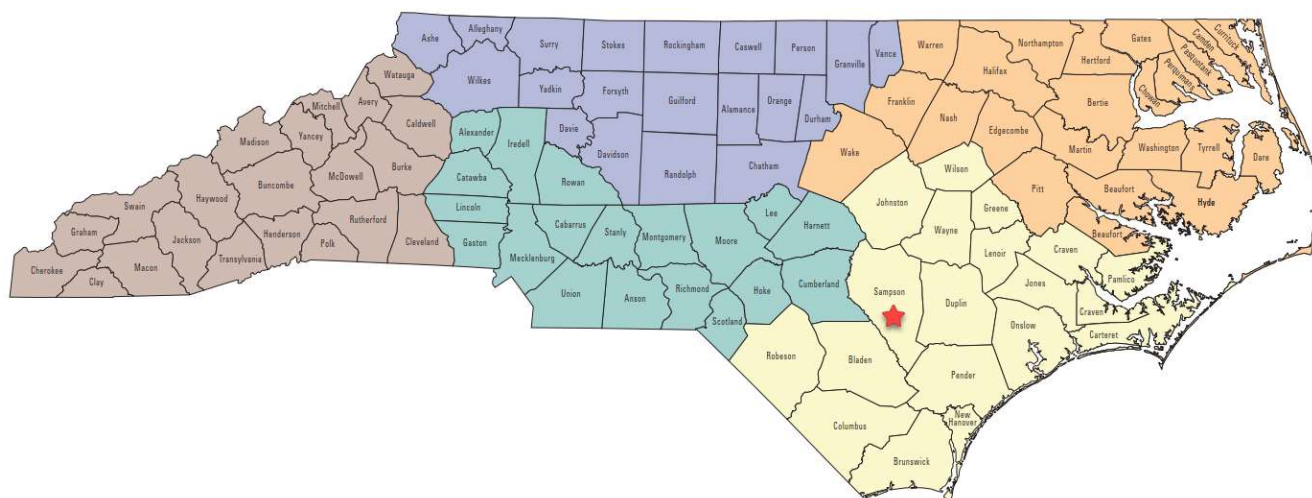 Alleghany
Ashe
Surry
Stokes
Rockingham
Caswell
Person
Granville
Vance
Warren
Northampton
Gates
Camden
Currituck
Pasquotank
Perquimans
Chowan
Hertford
Halifax
Bertie
Watauga
Wilkes
Yadkin
Forsyth
Guilford
Alamance
Orange
Durham
Franklin
Nash
Edgecombe
Martin
Washington
Tyrrell
Dare
Mitchell
Avery
Caldwell
Alexander
Iredell
Davie
Davidson
Randolph
Chatham
Wake
Wilson
Pitt
Beaufort
Hyde
Madison
Yancey
McDowell
Burke
Catawba
Rowan
Buncombe
Haywood
Swain
Graham
Jackson
Henderson
Rutherford
Polk
Cleveland
Lincoln
Gaston
Cabarrus
Stanly
Montgomery
Moore
Lee
Harnett
Johnston
Wayne
Greene
Lenoir
Craven
Beaufort
Pamlico
Cherokee
Clay
Macon
Transylvania
Mecklenburg
Union
Anson
Richmond
Scotland
Hoke
Cumberland
Sampson
Duplin
Jones
Craven
Carteret
Onslow
Robeson
Bladen
Pender
Columbus
New
Hanover
Brunswick